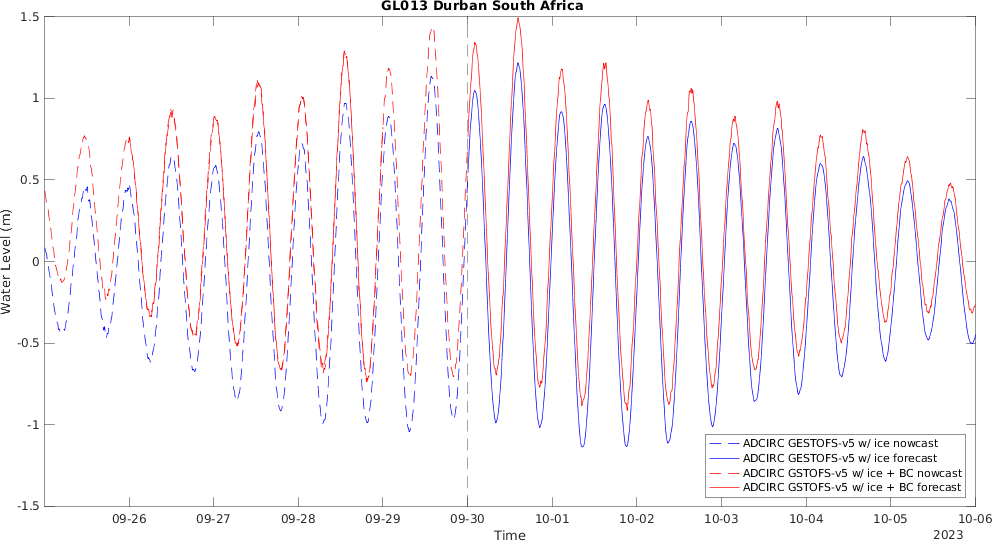 GL013 Durban South Africa
Water Level (m)
1.5
1
0.5
0
-0.5
-1
-1.5
ADCIRC GESTOFS-v5 w/ ice nowcast
ADCIRC GESTOFS-v5 w/ ice forecast
ADCIRC GSTOFS-v5 w/ ice + BC nowcast
ADCIRC GSTOFS-v5 w/ ice + BC forecast
09-26 09-27 09-28 09-29 09-30 10-01 10-02 10-03 10-04 10-05 10-06
Time
2023